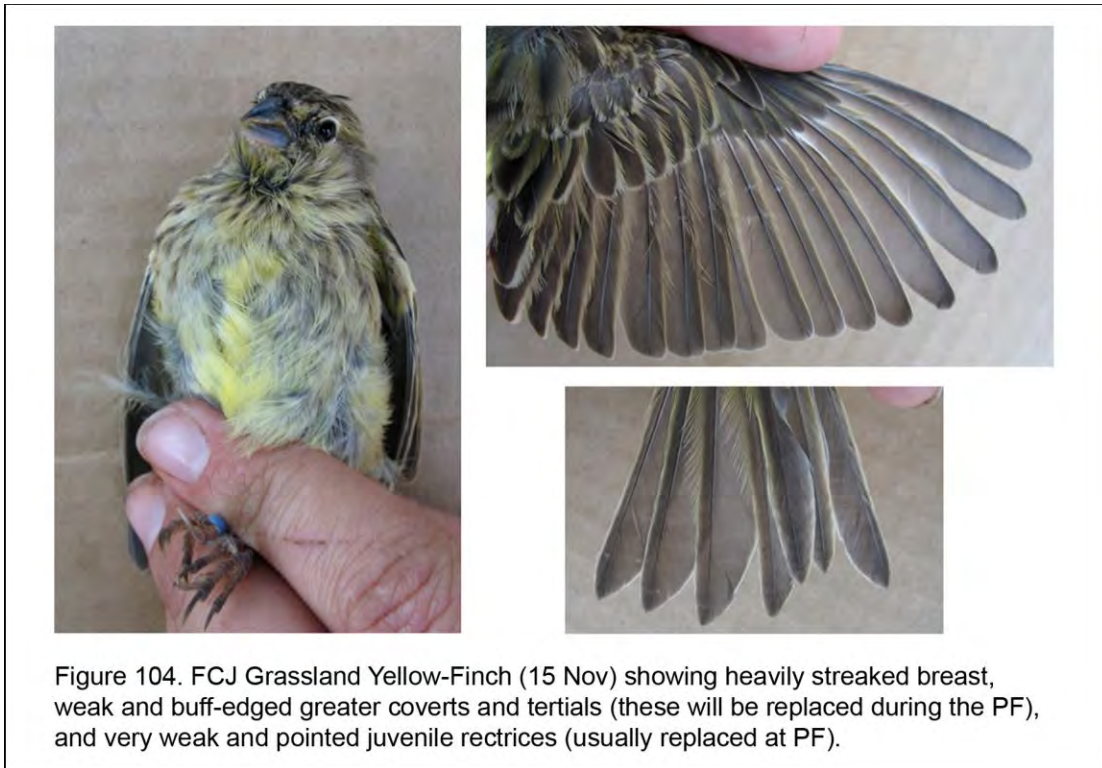 Figure 104. FCJ Grassland Yellow-Finch (15 Nov) showing heavily streaked breast,
weak and buff-edged greater coverts and tertials (these will be replaced during the PF),
and very weak and pointed juvenile rectrices (usually replaced at PF).